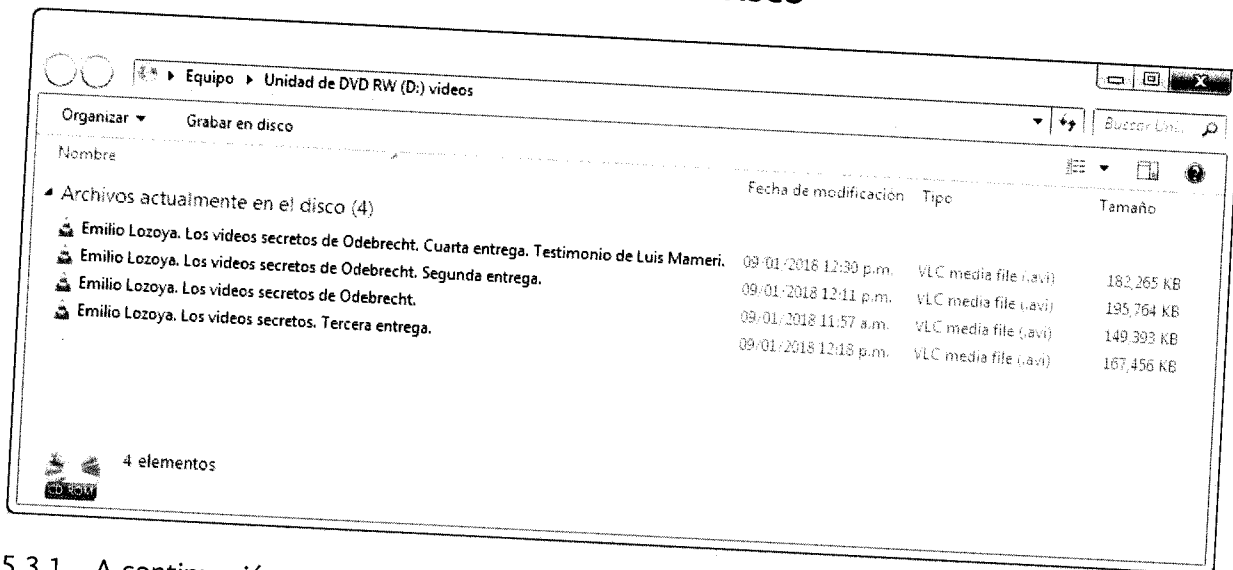 Equipo ▸ Unidad de DVD RW (D:) videos
Organizar ▾ Grabar en disco
Nombre Fecha de modificación Tipo Tamaño
Archivos actualmente en el disco (4)
Emilio Lozoya. Los videos secretos de Odebrecht. Cuarta entrega. Testimonio de Luis Mameri. 09/01/2018 12:30 p.m. VLC media file (.avi) 182,265 KB
Emilio Lozoya. Los videos secretos de Odebrecht. Segunda entrega. 09/01/2018 12:11 p.m. VLC media file (.avi) 195,764 KB
Emilio Lozoya. Los videos secretos de Odebrecht. 09/01/2018 11:57 a.m. VLC media file (.avi) 149,393 KB
Emilio Lozoya. Los videos secretos. Tercera entrega. 09/01/2018 12:18 p.m. VLC media file (.avi) 167,456 KB
4 elementos
CD ROM
5.3.1. A